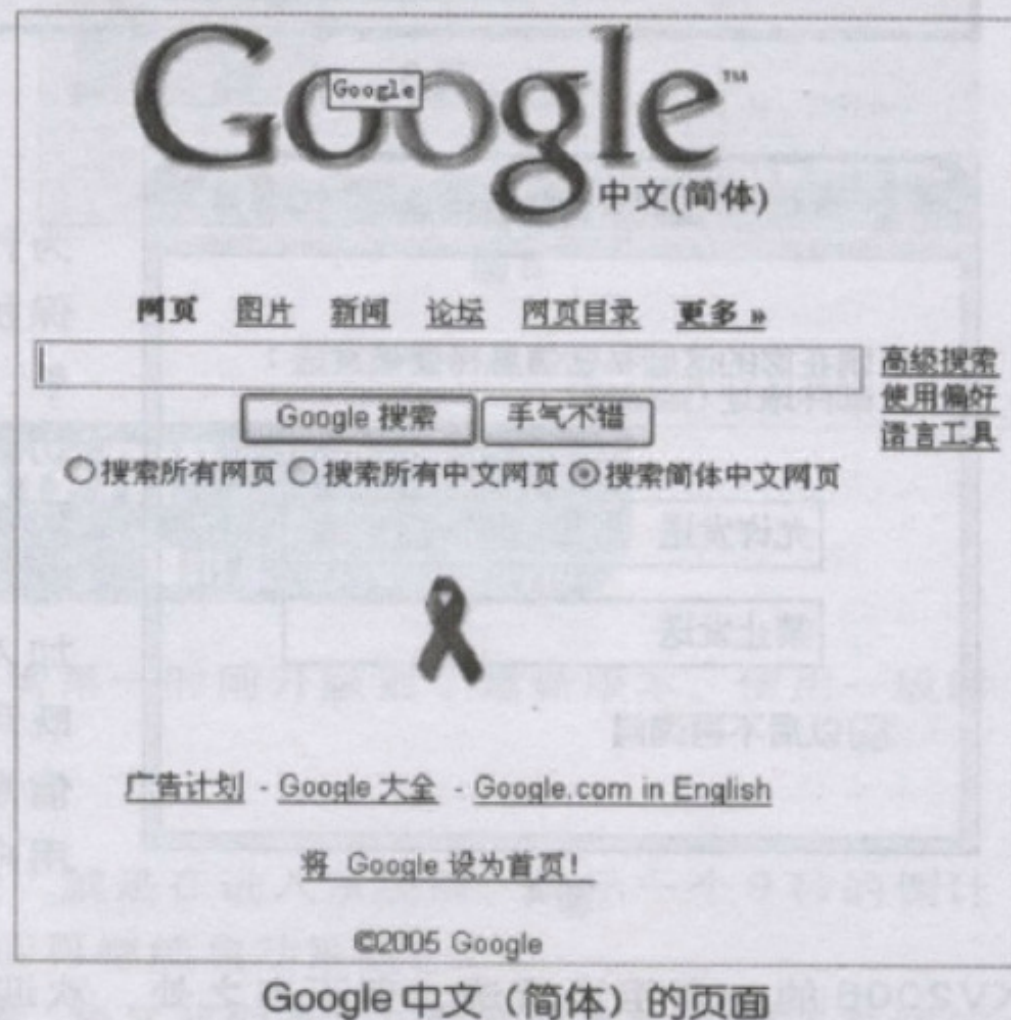 Google™
Google
中文(简体)
网页 图片 新闻 论坛 网页目录 更多 »
高级搜索
使用偏好
语言工具
Google 搜索 手气不错
搜索所有网页 搜索所有中文网页 搜索简体中文网页
广告计划 - Google 大全 - Google.com in English
将 Google 设为首页!
©2005 Google
Google 中文（简体）的页面